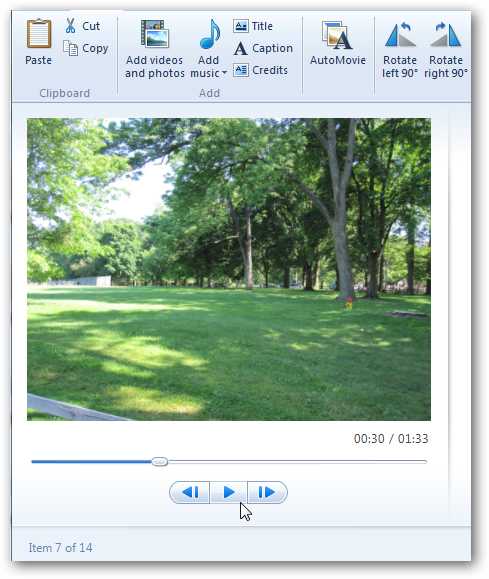 Paste
Cut
Copy
Clipboard
Add videos
and photos
Add
music
Title
Caption
Credits
Add
AutoMovie
Rotate
left 90°
Rotate
right 90°
00:30 / 01:33
Item 7 of 14